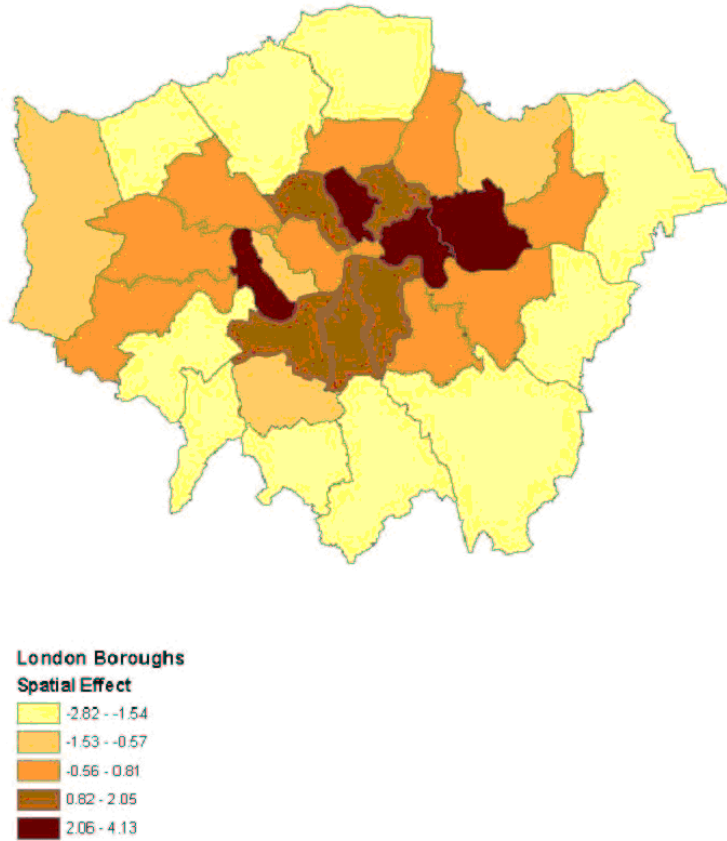 London Boroughs
Spatial Effect
-2.82 - -1.54
-1.53 - -0.57
-0.56 - 0.81
0.82 - 2.05
2.06 - 4.13